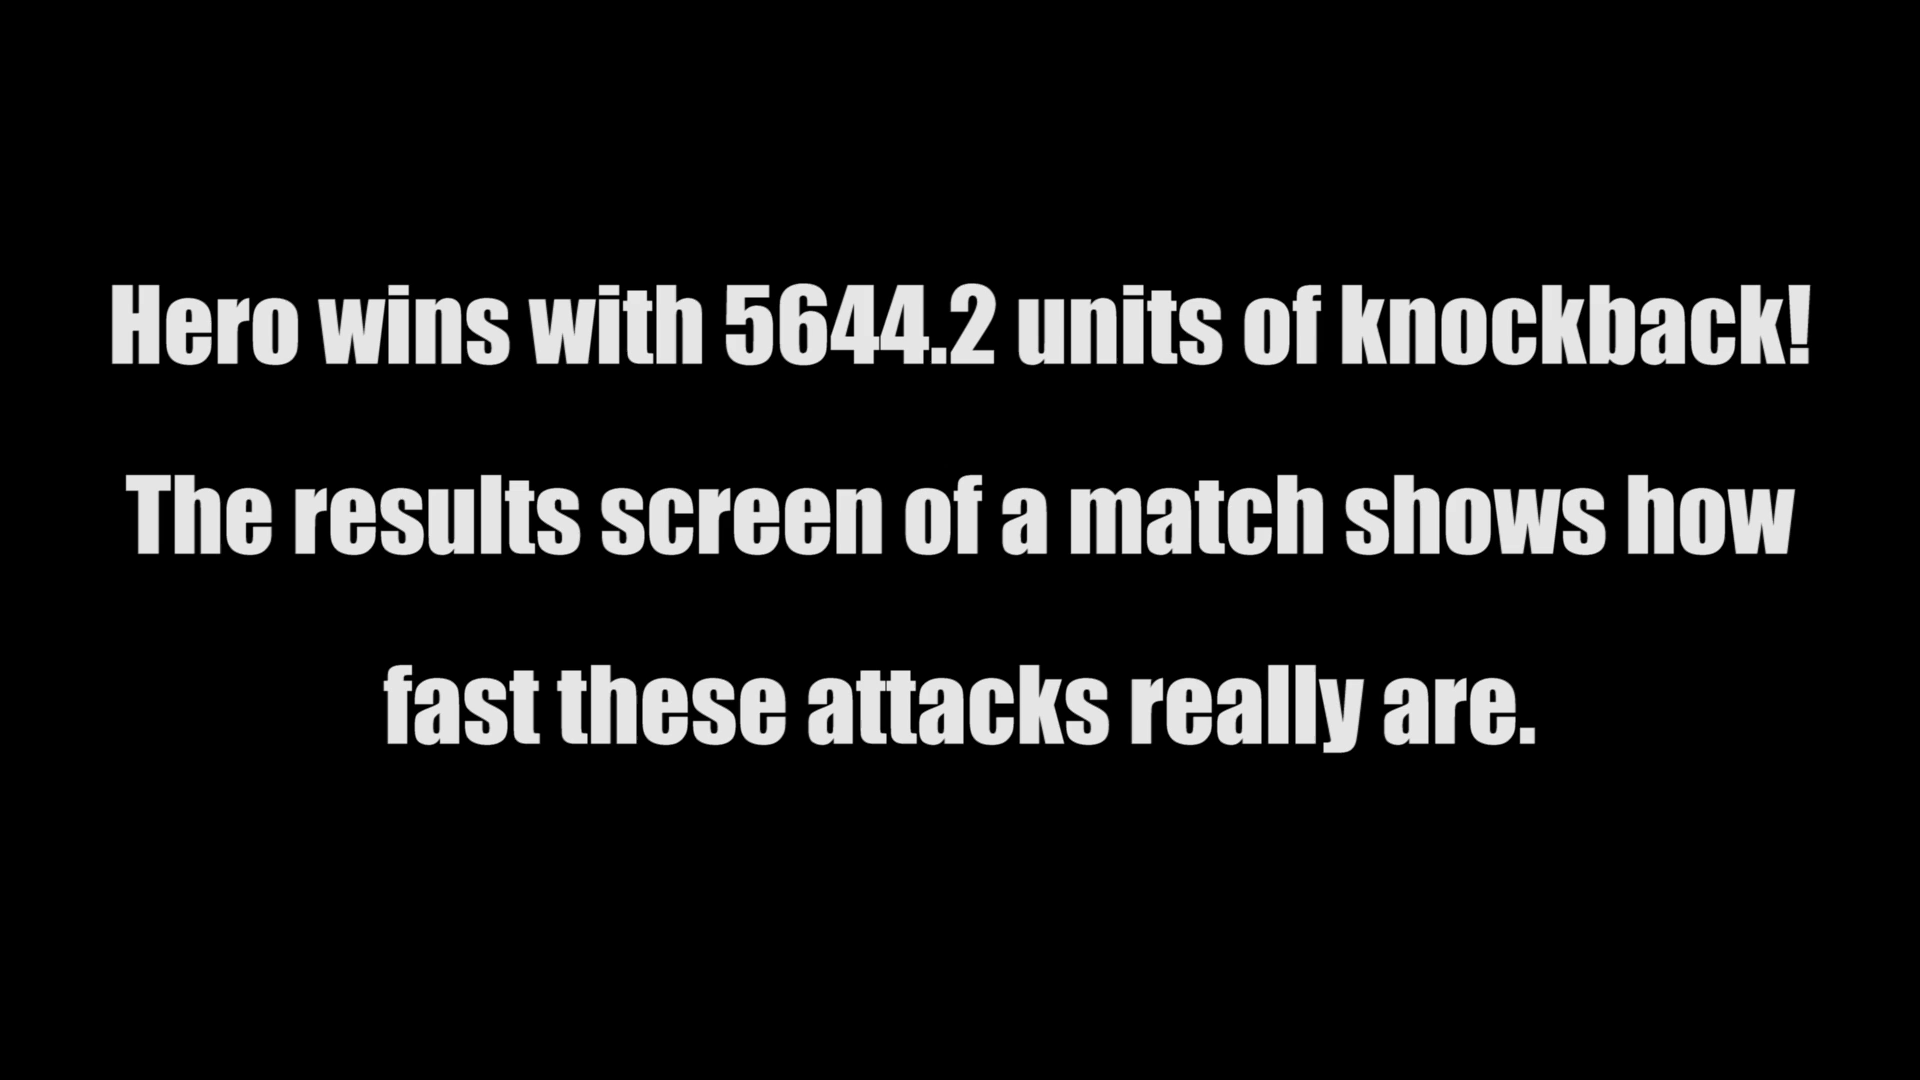 Hero wins with 5644.2 units of knockback!
The results screen of a match shows how
fast these attacks really are.